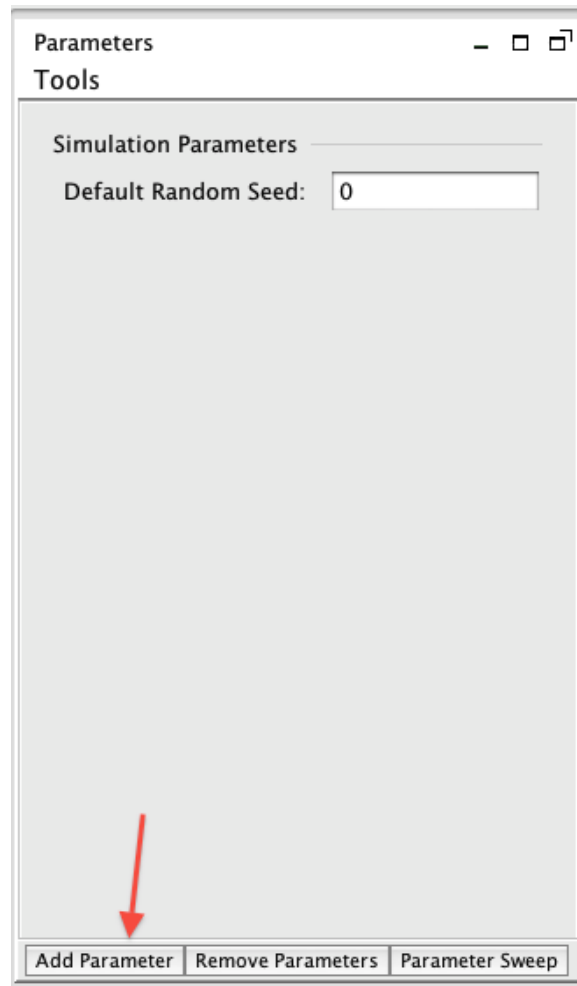 Parameters
Tools
Simulation Parameters
Default Random Seed: 0
Add Parameter Remove Parameters Parameter Sweep